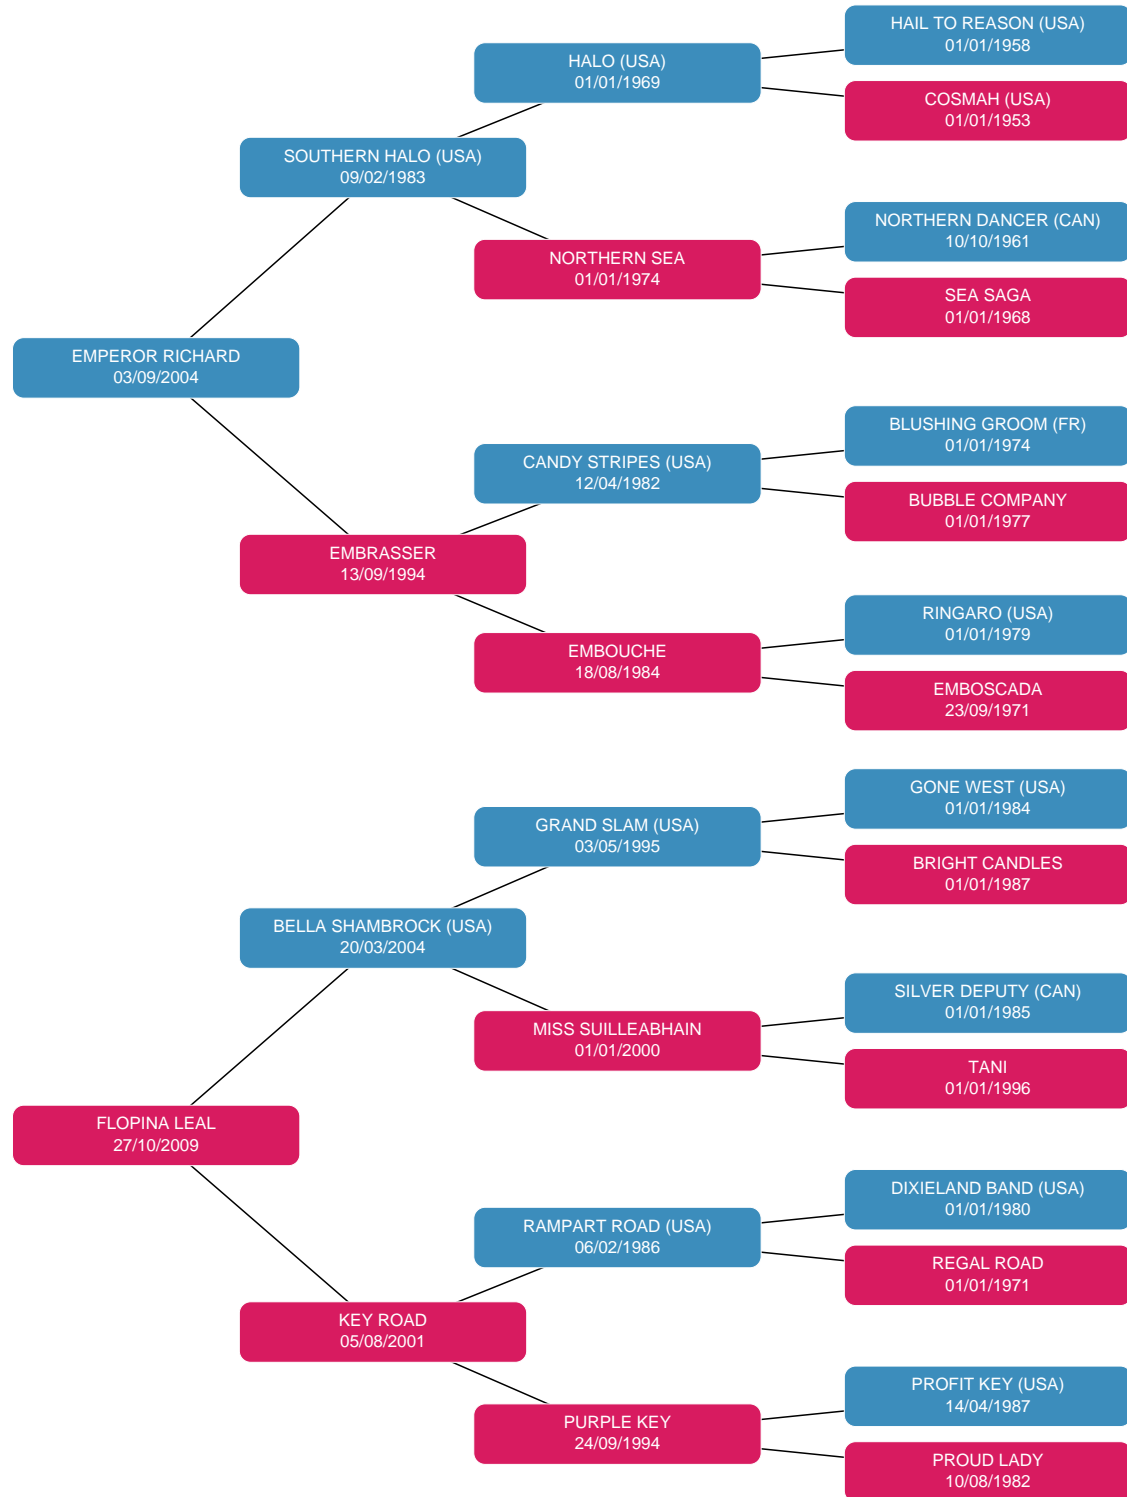 HAIL TO REASON (USA)
01/01/1958
HALO (USA)
01/01/1969
COSMAH (USA)
01/01/1953
SOUTHERN HALO (USA)
09/02/1983
NORTHERN DANCER (CAN)
10/10/1961
NORTHERN SEA
01/01/1974
SEA SAGA
01/01/1968
EMPEROR RICHARD
03/09/2004
BLUSHING GROOM (FR)
01/01/1974
CANDY STRIPES (USA)
12/04/1982
BUBBLE COMPANY
01/01/1977
EMBRASSER
13/09/1994
RINGARO (USA)
01/01/1979
EMBOUCHE
18/08/1984
EMBOSCADA
23/09/1971
GONE WEST (USA)
01/01/1984
GRAND SLAM (USA)
03/05/1995
BRIGHT CANDLES
01/01/1987
BELLA SHAMBROCK (USA)
20/03/2004
SILVER DEPUTY (CAN)
01/01/1985
MISS SUILLEABHAIN
01/01/2000
TANI
01/01/1996
FLOPINA LEAL
27/10/2009
DIXIELAND BAND (USA)
01/01/1980
RAMPART ROAD (USA)
06/02/1986
REGAL ROAD
01/01/1971
KEY ROAD
05/08/2001
PROFIT KEY (USA)
14/04/1987
PURPLE KEY
24/09/1994
PROUD LADY
10/08/1982